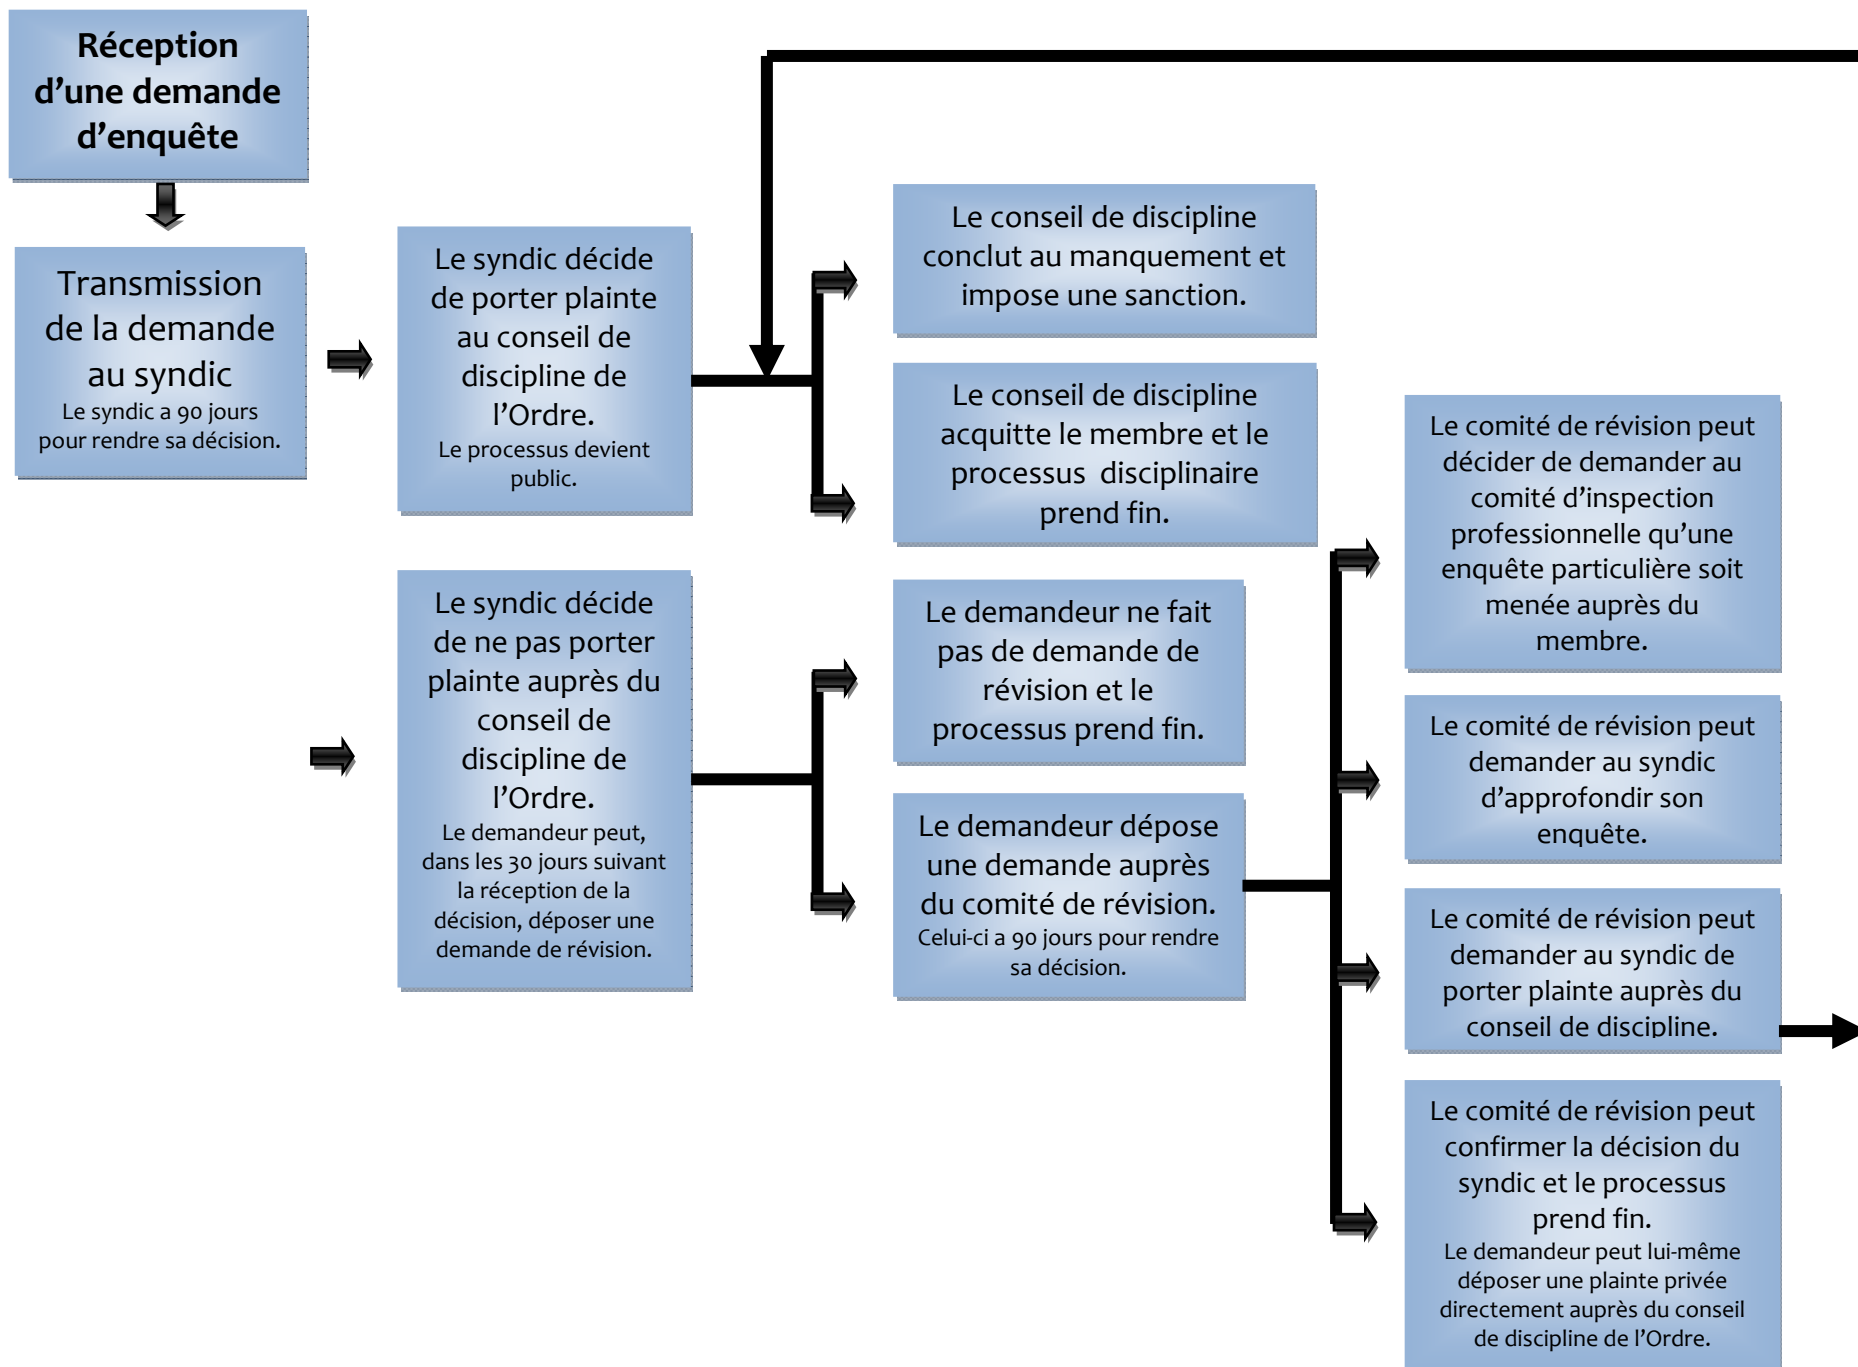 Réception
d'une demande
d'enquête
Transmission
de la demande
au syndic
Le syndic a 90 jours
pour rendre sa décision.
Le syndic décide
de porter plainte
au conseil de
discipline de
l'Ordre.
Le processus devient
public.
Le conseil de discipline
conclut au manquement et
impose une sanction.
Le conseil de discipline
acquitte le membre et le
processus disciplinaire
prend fin.
Le syndic décide
de ne pas porter
plainte auprès du
conseil de
discipline de
l'Ordre.
Le demandeur peut,
dans les 30 jours suivant
la réception de la
décision, déposer une
demande de révision.
Le demandeur ne fait
pas de demande de
révision et le
processus prend fin.
Le demandeur dépose
une demande auprès
du comité de révision.
Celui-ci a 90 jours pour rendre
sa décision.
Le comité de révision peut
décider de demander au
comité d'inspection
professionnelle qu'une
enquête particulière soit
menée auprès du
membre.
Le comité de révision peut
demander au syndic
d'approfondir son
enquête.
Le comité de révision peut
demander au syndic de
porter plainte auprès du
conseil de discipline.
Le comité de révision peut
confirmer la décision du
syndic et le processus
prend fin.
Le demandeur peut lui-même
déposer une plainte privée
directement auprès du conseil
de discipline de l'Ordre.